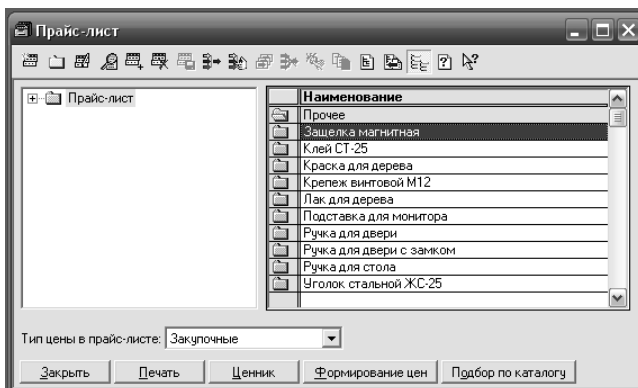 Прайс-лист
Прайс-лист
Наименование
Прочее
Защелка магнитная
Клей СТ-25
Краска для дерева
Крепеж винтовой М12
Лак для дерева
Подставка для монитора
Ручка для двери
Ручка для двери с замком
Ручка для стола
Уголок стальной ЖС-25
Тип цены в прайс-листе: Закупочные
Закрыть Печать Ценник Формирование цен Подбор по каталогу